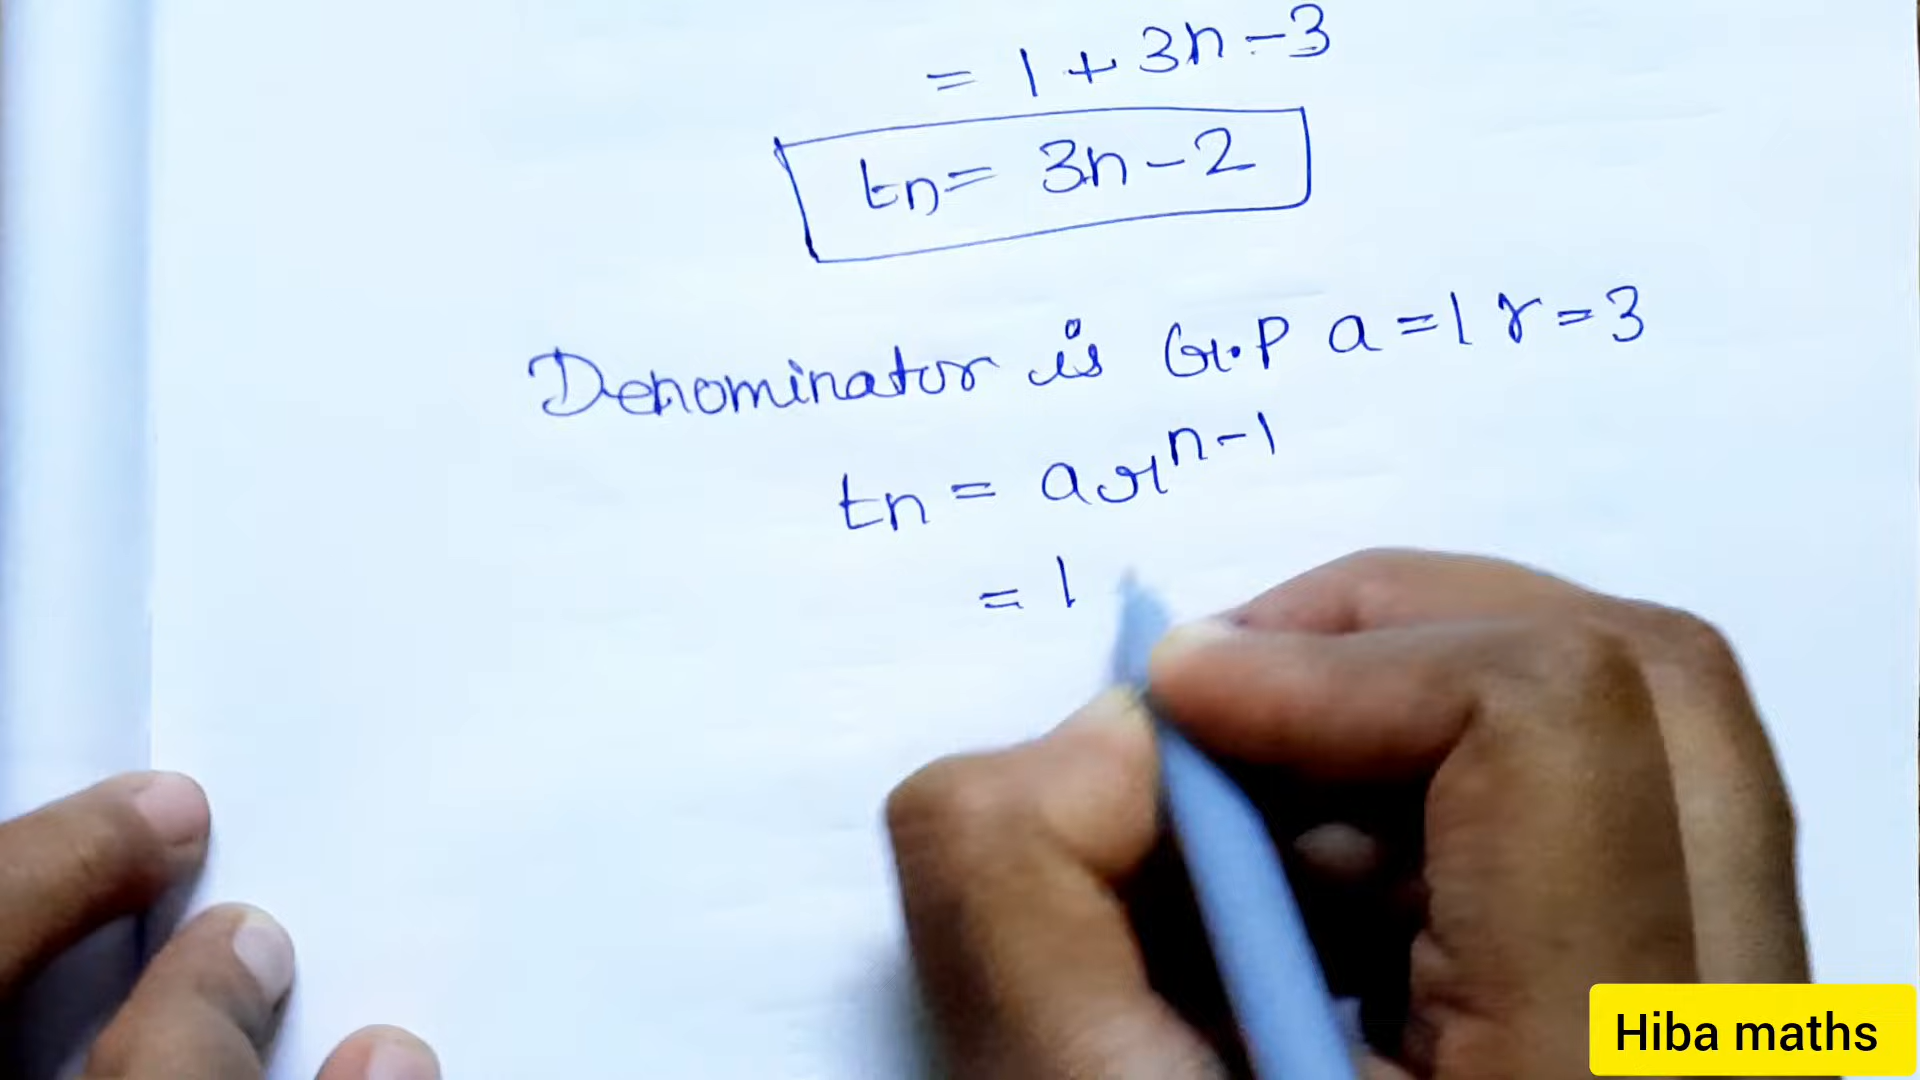 = 1 + 3n - 3
tn = 3n - 2
Denominator is G.P a = 1 r = 3
tn = ar^n-1
= 1
Hiba maths